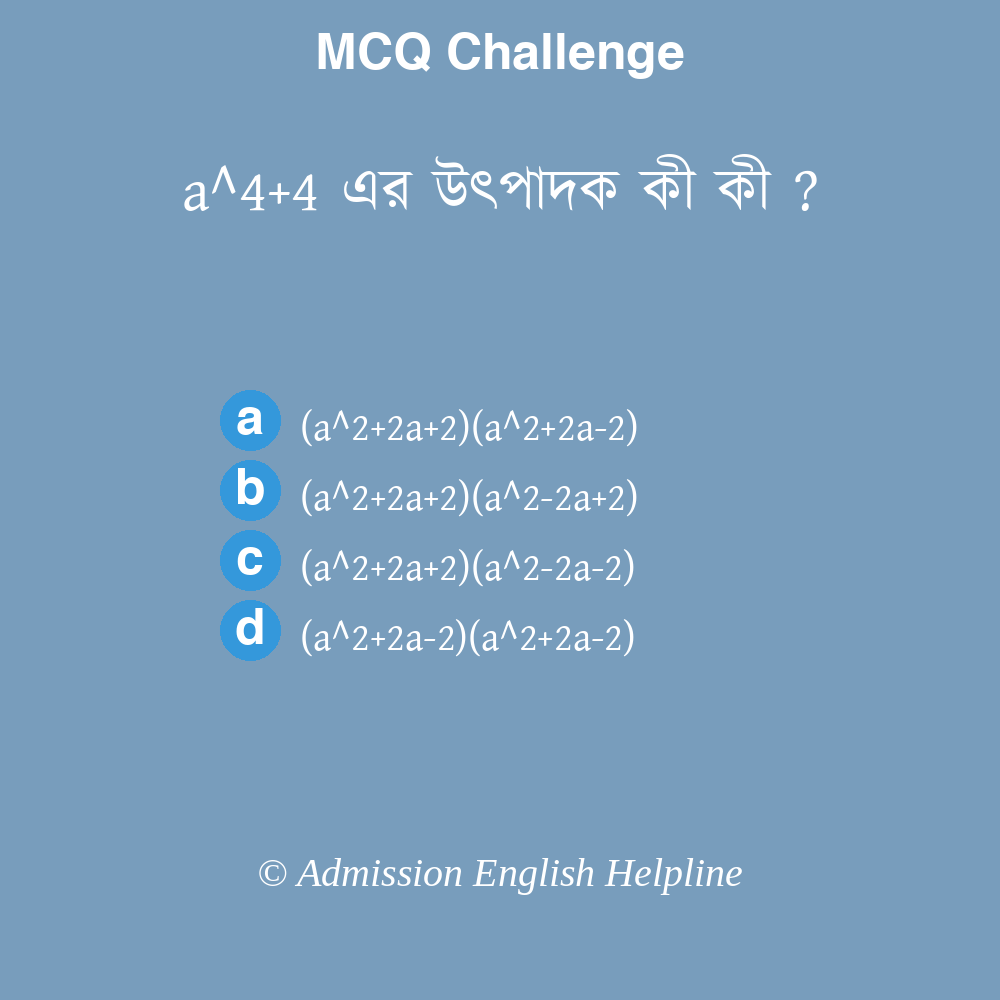 MCQ Challenge
a^4+4 এর উৎপাদক কী কী ?
a (a^2+2a+2)(a^2+2a-2)
b (a^2+2a+2)(a^2-2a+2)
c (a^2+2a+2)(a^2-2a-2)
d (a^2+2a-2)(a^2+2a-2)
© Admission English Helpline